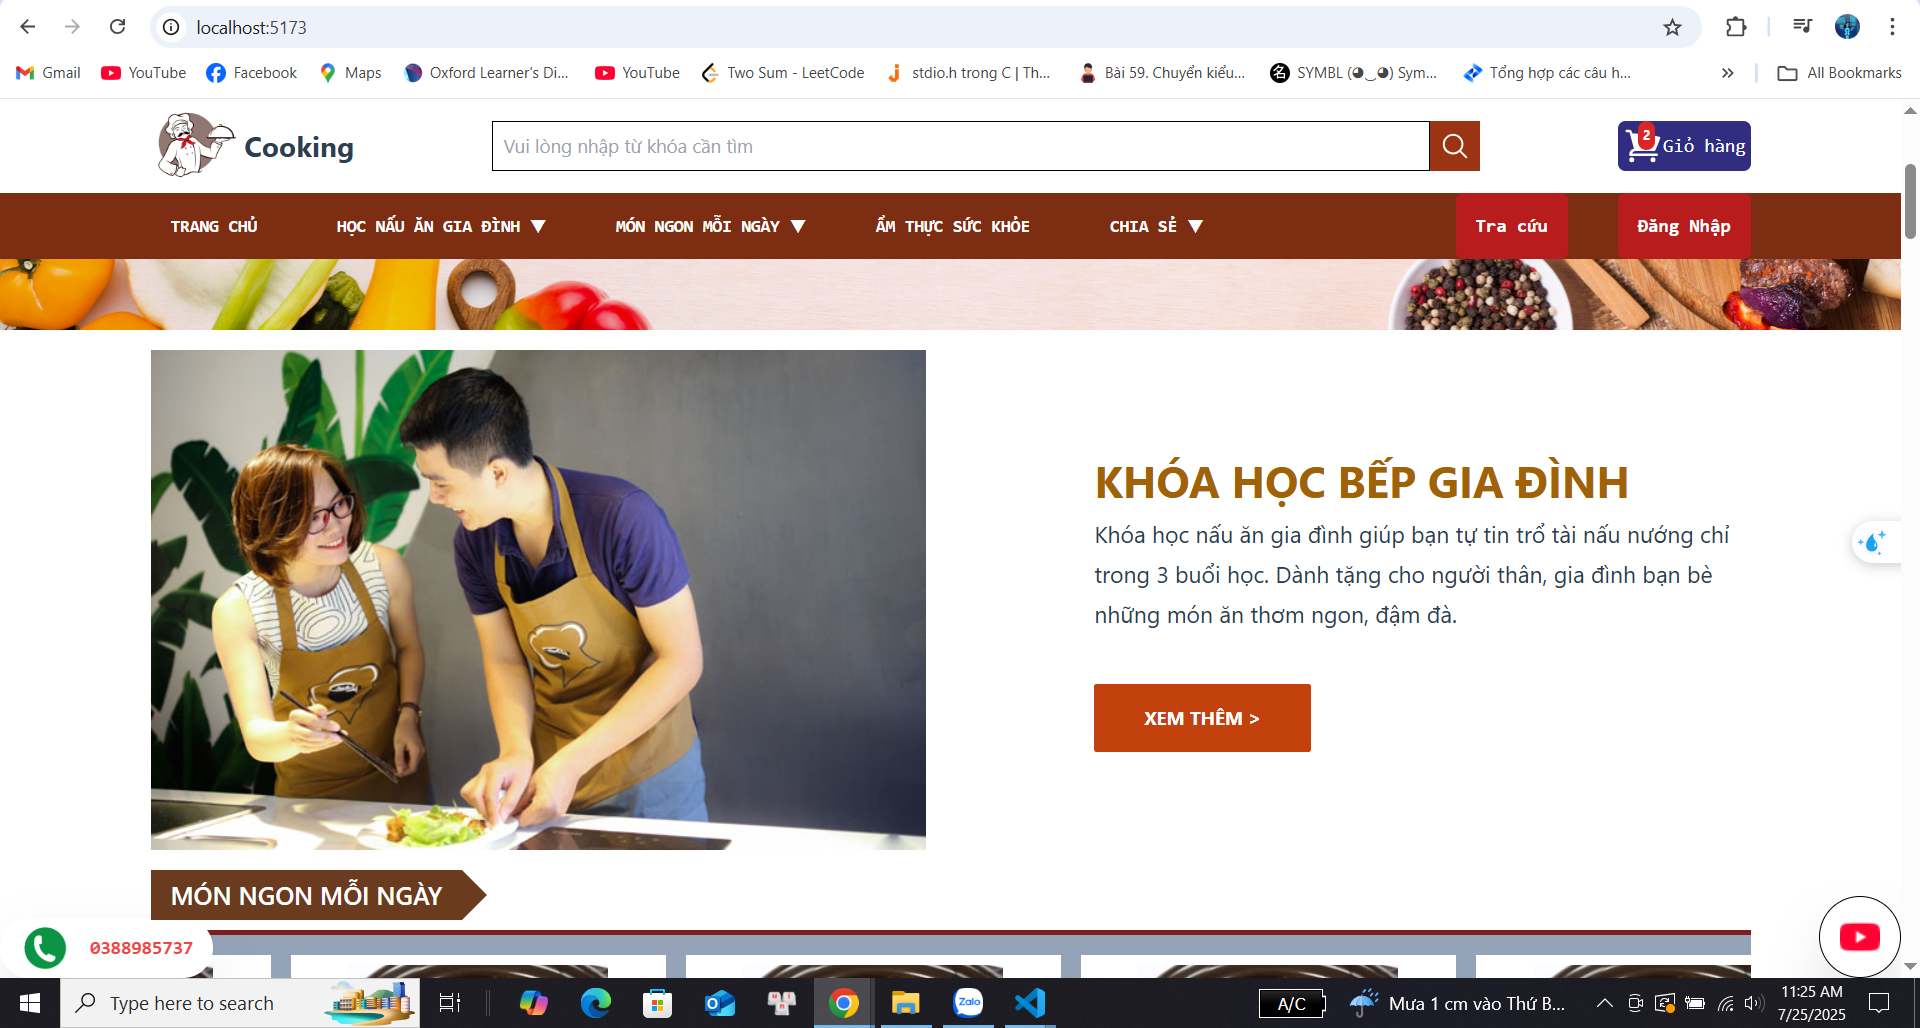 localhost:5173
Gmail
YouTube
Facebook
Maps
Oxford Learner's Di...
YouTube
Two Sum - LeetCode
stdio.h trong C | Th...
Bài 59. Chuyển kiểu...
SYMBL (◕‿◕) Sym...
Tổng hợp các câu h...
»
All Bookmarks
Cooking
Vui lòng nhập từ khóa cần tìm
2
Giỏ hàng
TRANG CHỦ
HỌC NẤU ĂN GIA ĐÌNH ▼
MÓN NGON MỖI NGÀY ▼
ẨM THỰC SỨC KHỎE
CHIA SẺ ▼
Tra cứu
Đăng Nhập
KHÓA HỌC BẾP GIA ĐÌNH
Khóa học nấu ăn gia đình giúp bạn tự tin trổ tài nấu nướng chỉ
trong 3 buổi học. Dành tặng cho người thân, gia đình bạn bè
những món ăn thơm ngon, đậm đà.
XEM THÊM >
MÓN NGON MỖI NGÀY
0388985737
Type here to search
Zalo
A/C
Mưa 1 cm vào Thứ B...
11:25 AM
7/25/2025